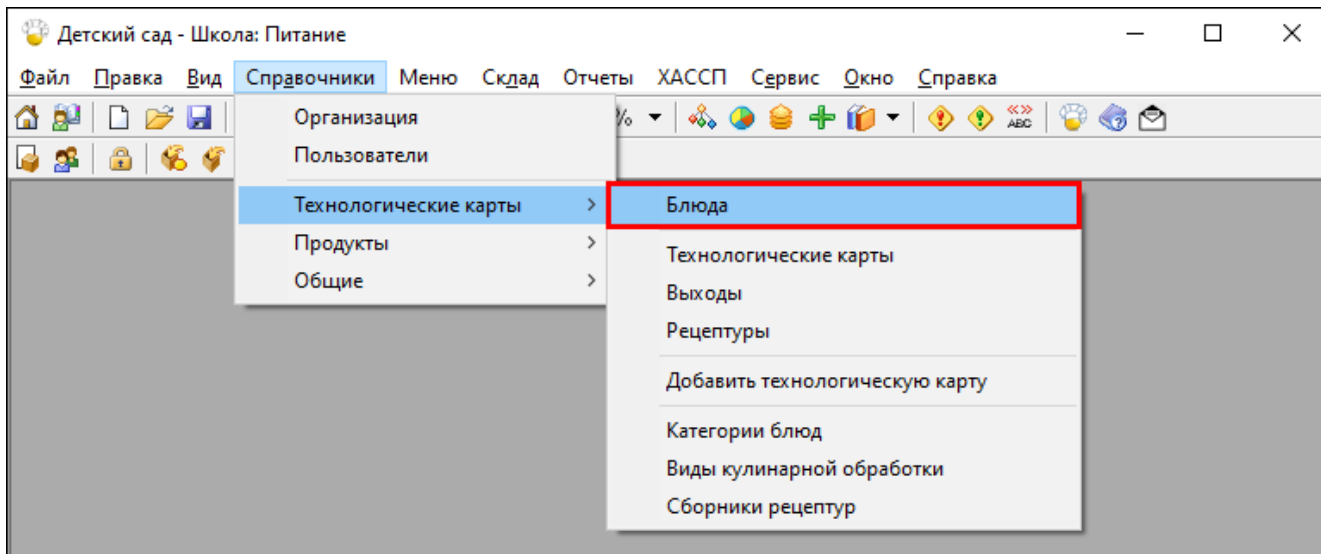 Детский сад - Школа: Питание
Файл Правка Вид Справочники Меню Склад Отчеты ХАССП Сервис Окно Справка
Организация
%
ABC
Пользователи
Технологические карты
Блюда
Продукты
Технологические карты
Общие
Выходы
Рецептуры
Добавить технологическую карту
Категории блюд
Виды кулинарной обработки
Сборники рецептур